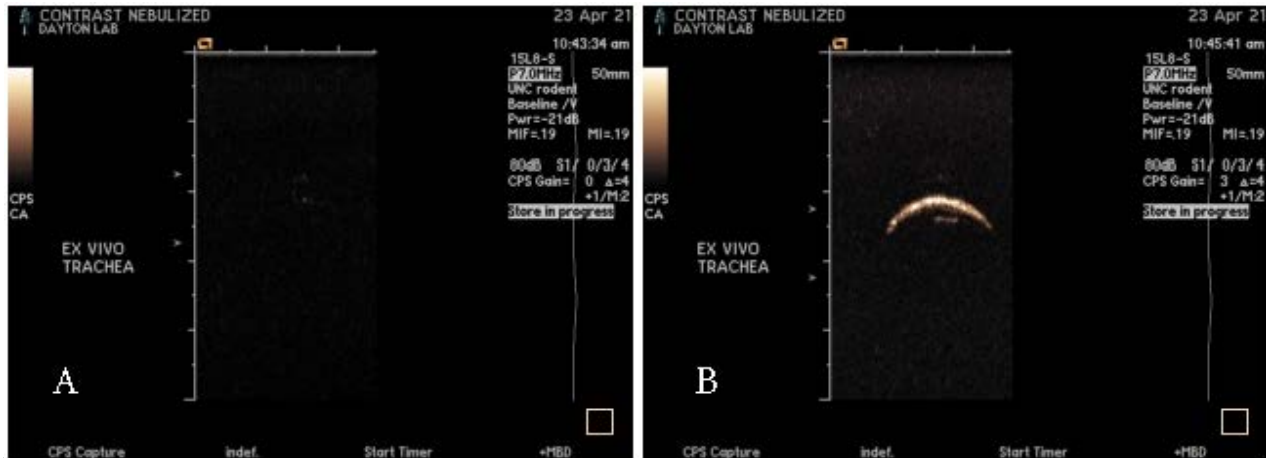 CONTRAST NEBULIZED
DAYTON LAB
23 Apr 21
10:43:34 am
15L8-S
P7.0MHz 50mm
UNC rodent
Baseline /V
Pwr=-21dB
MIF=.19 MI=.19
80dB S1/ 0/3/4
CPS Gain= 0 Δ=4
+1/M:2
Store in progress
CPS
CA
EX VIVO
TRACHEA
A
CPS Capture indef. Start Timer +MBD
CONTRAST NEBULIZED
DAYTON LAB
23 Apr 21
10:45:41 am
15L8-S
P7.0MHz 50mm
UNC rodent
Baseline /V
Pwr=-21dB
MIF=.19 MI=.19
80dB S1/ 0/3/4
CPS Gain= 3 Δ=4
+1/M:2
Store in progress
CPS
CA
EX VIVO
TRACHEA
B
CPS Capture indef. Start Timer +MBD